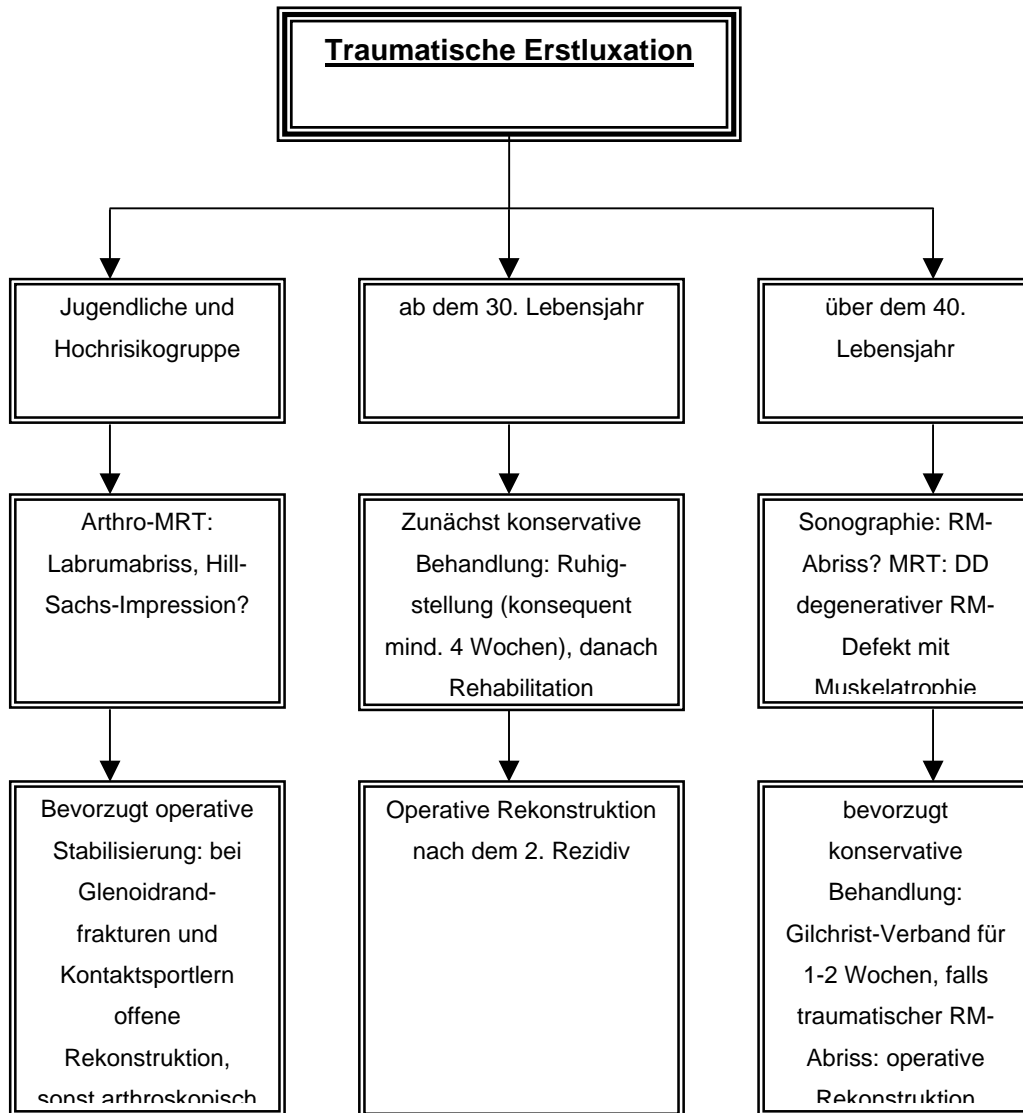 Traumatische Erstluxation
Jugendliche und
Hochrisikogruppe
ab dem 30. Lebensjahr
über dem 40.
Lebensjahr
Arthro-MRT:
Labrumabriss, Hill-
Sachs-Impression?
Zunächst konservative
Behandlung: Ruhig-
stellung (konsequent
mind. 4 Wochen), danach
Rehabilitation
Sonographie: RM-
Abriss? MRT: DD
degenerativer RM-
Defekt mit
Muskelatrophie
Bevorzugt operative
Stabilisierung: bei
Glenoidrand-
frakturen und
Kontaktsportlern
offene
Rekonstruktion,
sonst arthroskopisch
Operative Rekonstruktion
nach dem 2. Rezidiv
bevorzugt
konservative
Behandlung:
Gilchrist-Verband für
1-2 Wochen, falls
traumatischer RM-
Abriss: operative
Rekonstruktion